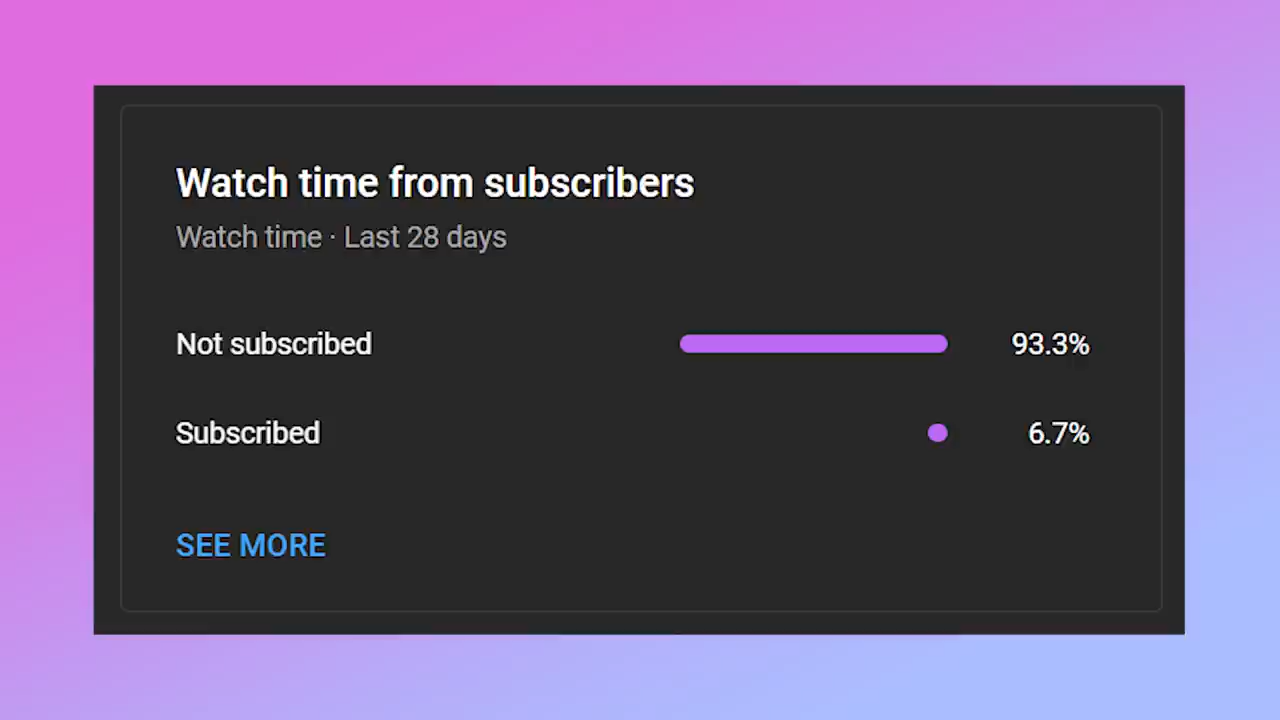 Watch time from subscribers
Watch time · Last 28 days
Not subscribed 93.3%
Subscribed 6.7%
SEE MORE